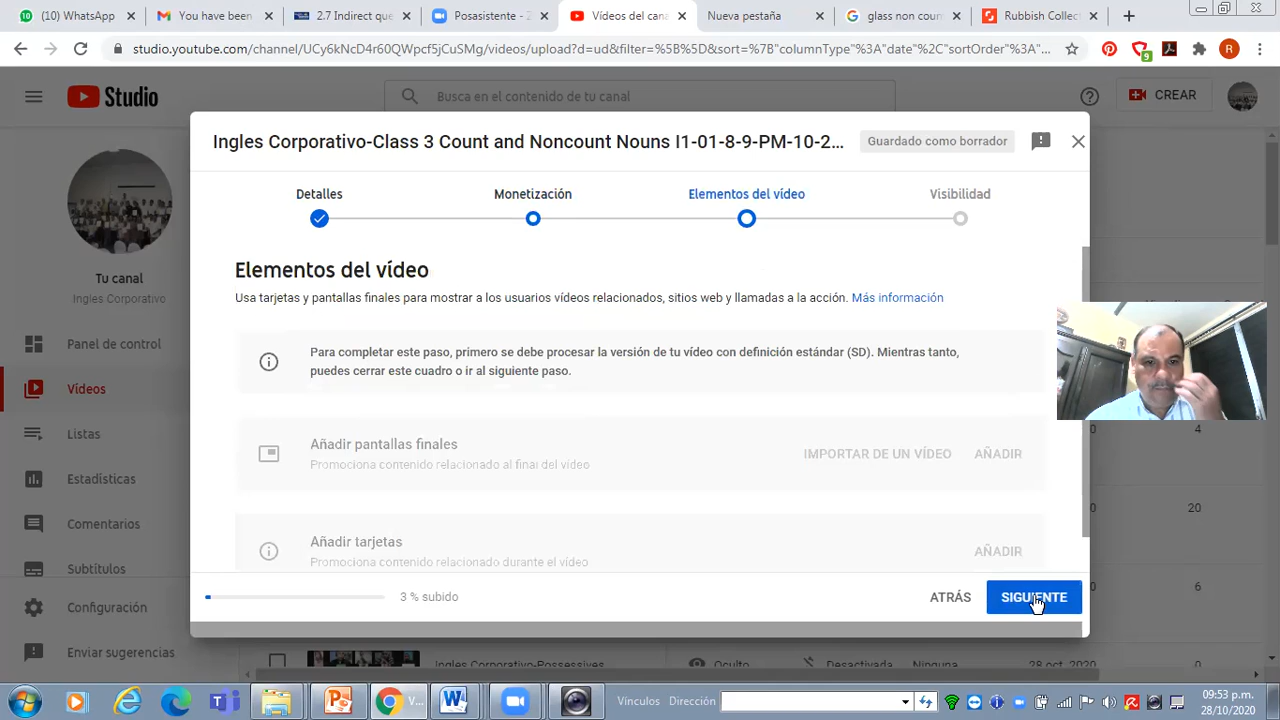 (10) WhatsApp
You have been
2.7 Indirect que
Posasistente - Z
Vídeos del cana
Nueva pestaña
glass non coun
Rubbish Collect
studio.youtube.com/channel/UCy6kNcD4r60QWpcf5jCuSMg/videos/upload?d=ud&filter=%5B%5D&sort=%7B"columnType"%3A"date"%2C"sortOrder"%3A...
9
R
Studio
Busca en el contenido de tu canal
CREAR
Ingles Corporativo-Class 3 Count and Noncount Nouns I1-01-8-9-PM-10-2...
Guardado como borrador
Detalles
Monetización
Elementos del vídeo
Visibilidad
Tu canal
Ingles Corporativo
Panel de control
Vídeos
Listas
Estadísticas
Comentarios
Subtítulos
Configuración
Enviar sugerencias
Elementos del vídeo
Usa tarjetas y pantallas finales para mostrar a los usuarios vídeos relacionados, sitios web y llamadas a la acción. Más información
Para completar este paso, primero se debe procesar la versión de tu vídeo con definición estándar (SD). Mientras tanto,
puedes cerrar este cuadro o ir al siguiente paso.
Añadir pantallas finales
Promociona contenido relacionado al final del vídeo
IMPORTAR DE UN VÍDEO
AÑADIR
Añadir tarjetas
Promociona contenido relacionado durante el vídeo
AÑADIR
3 % subido
ATRÁS
SIGUIENTE
4
20
6
Ingles Corporativo-Possessives
Oculto
Desactivada
Ninguna
28 oct. 2020
0
V...
Vínculos
Dirección
ES
09:53 p.m.
28/10/2020